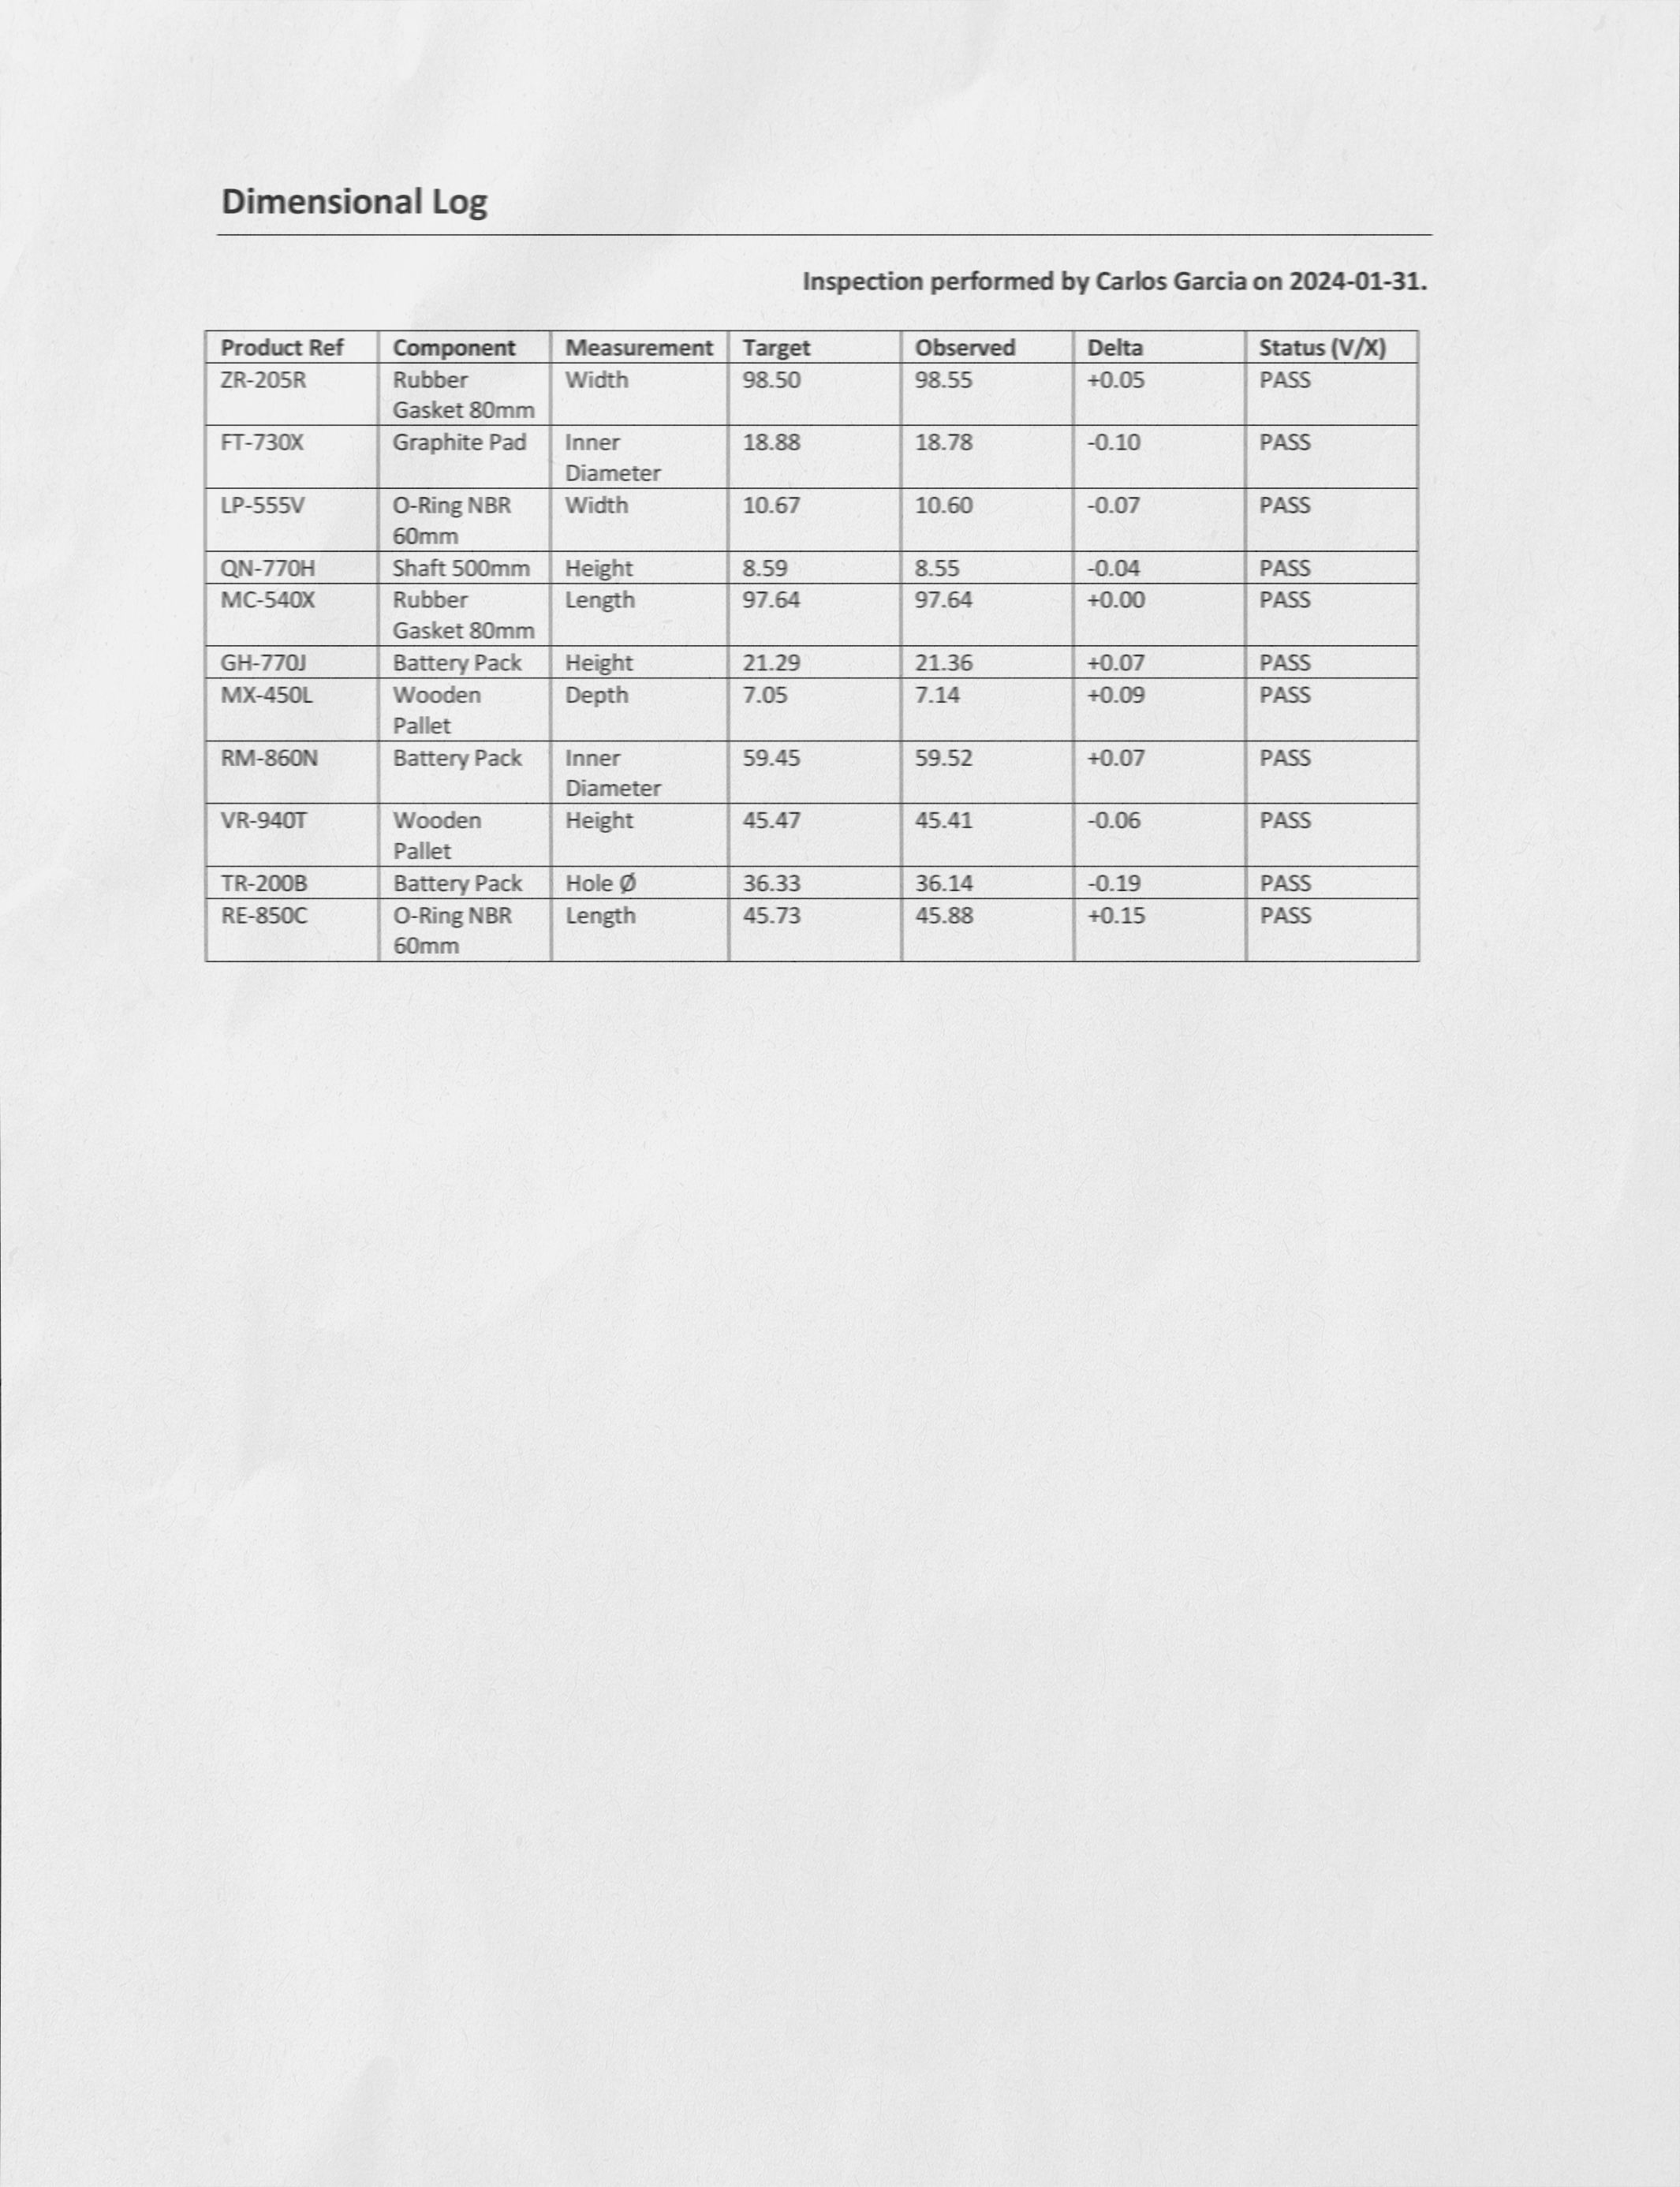 Dimensional Log
Inspection performed by Carlos Garcia on 2024-01-31.
Product Ref Component Measurement Target Observed Delta Status (V/X)
ZR-205R Rubber Gasket 80mm Width 98.50 98.55 +0.05 PASS
FT-730X Graphite Pad Inner Diameter 18.88 18.78 -0.10 PASS
LP-555V O-Ring NBR 60mm Width 10.67 10.60 -0.07 PASS
QN-770H Shaft 500mm Height 8.59 8.55 -0.04 PASS
MC-540X Rubber Gasket 80mm Length 97.64 97.64 +0.00 PASS
GH-770J Battery Pack Height 21.29 21.36 +0.07 PASS
MX-450L Wooden Pallet Depth 7.05 7.14 +0.09 PASS
RM-860N Battery Pack Inner Diameter 59.45 59.52 +0.07 PASS
VR-940T Wooden Pallet Height 45.47 45.41 -0.06 PASS
TR-200B Battery Pack Hole Ø 36.33 36.14 -0.19 PASS
RE-850C O-Ring NBR 60mm Length 45.73 45.88 +0.15 PASS